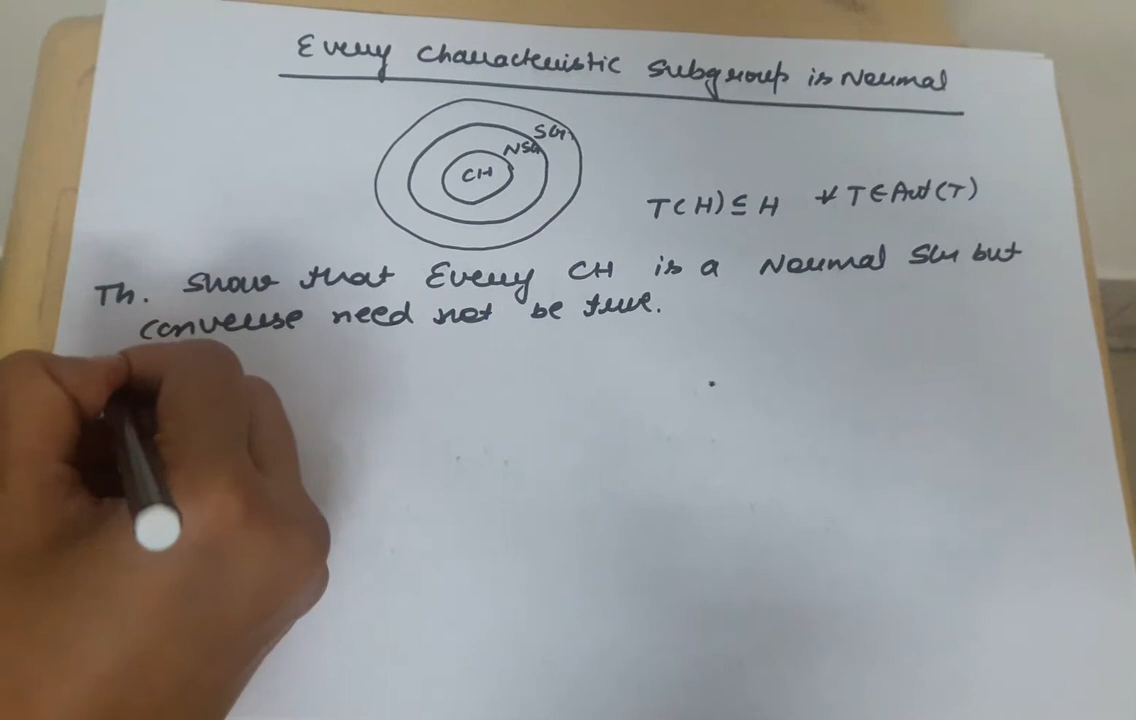 Every characteristic subgroup is Normal
SG
NSG
CH
T(H) ⊆ H ∀ T ∈ Aut(T)
Th. Show that Every CH is a Normal SG but
converse need not be true.